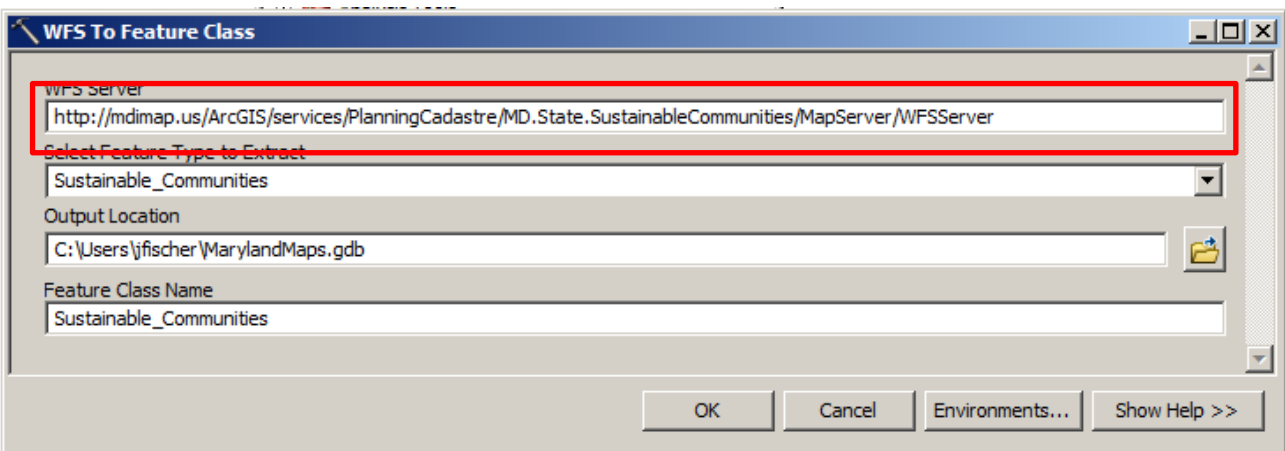 WFS To Feature Class
WFS Server
http://mdimap.us/ArcGIS/services/PlanningCadastre/MD.State.SustainableCommunities/MapServer/WFSServer
Select Feature Type to Extract
Sustainable_Communities
Output Location
C:\Users\jfischer\MarylandMaps.gdb
Feature Class Name
Sustainable_Communities
OK Cancel Environments... Show Help >>